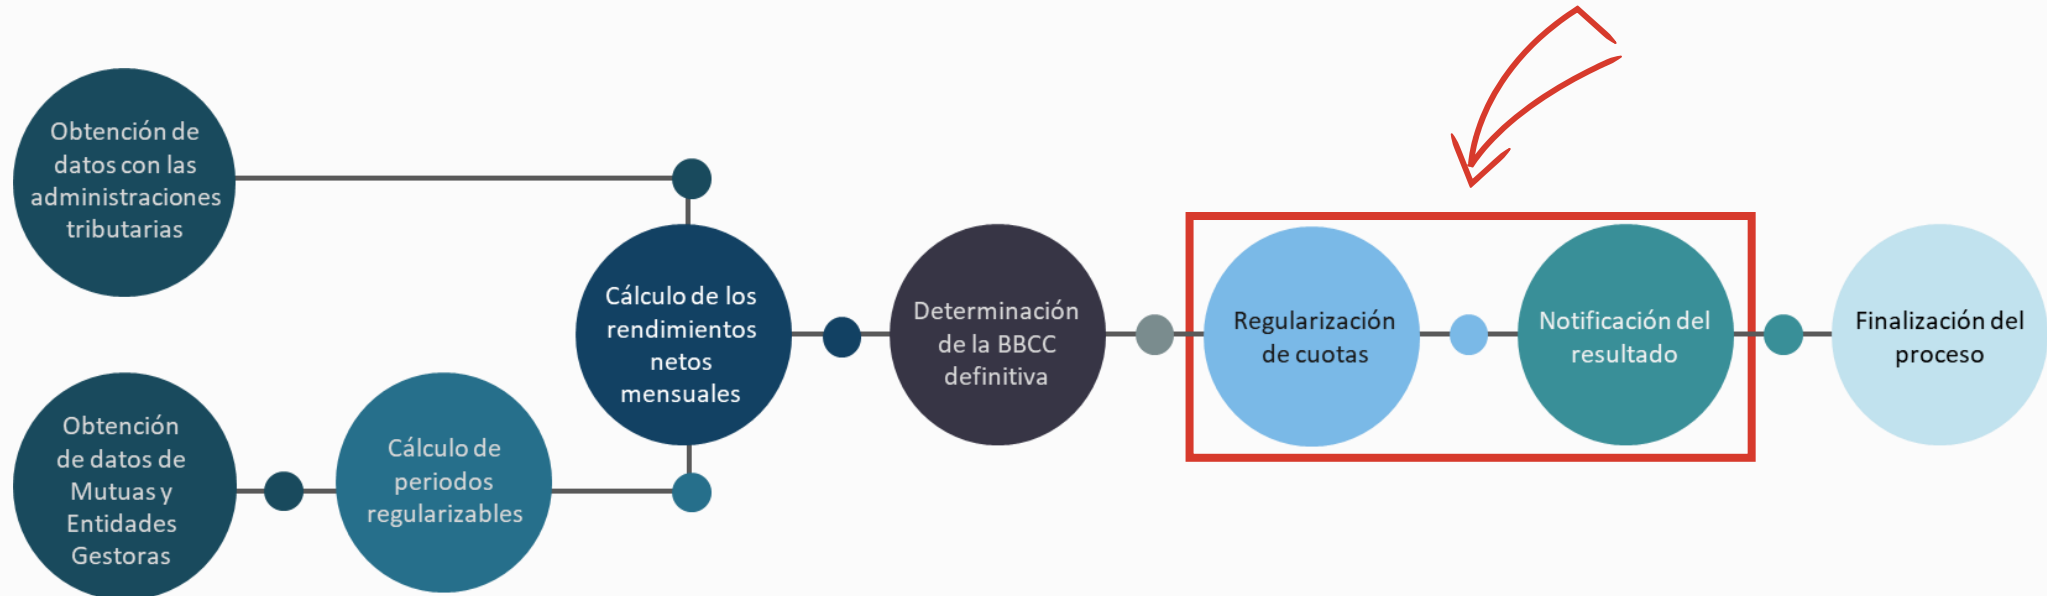 Obtención de
datos con las
administraciones
tributarias
Obtención
de datos de
Mutuas y
Entidades
Gestoras
Cálculo de
periodos
regularizables
Cálculo de los
rendimientos
netos
mensuales
Determinación
de la BBCC
definitiva
Regularización
de cuotas
Notificación del
resultado
Finalización del
proceso